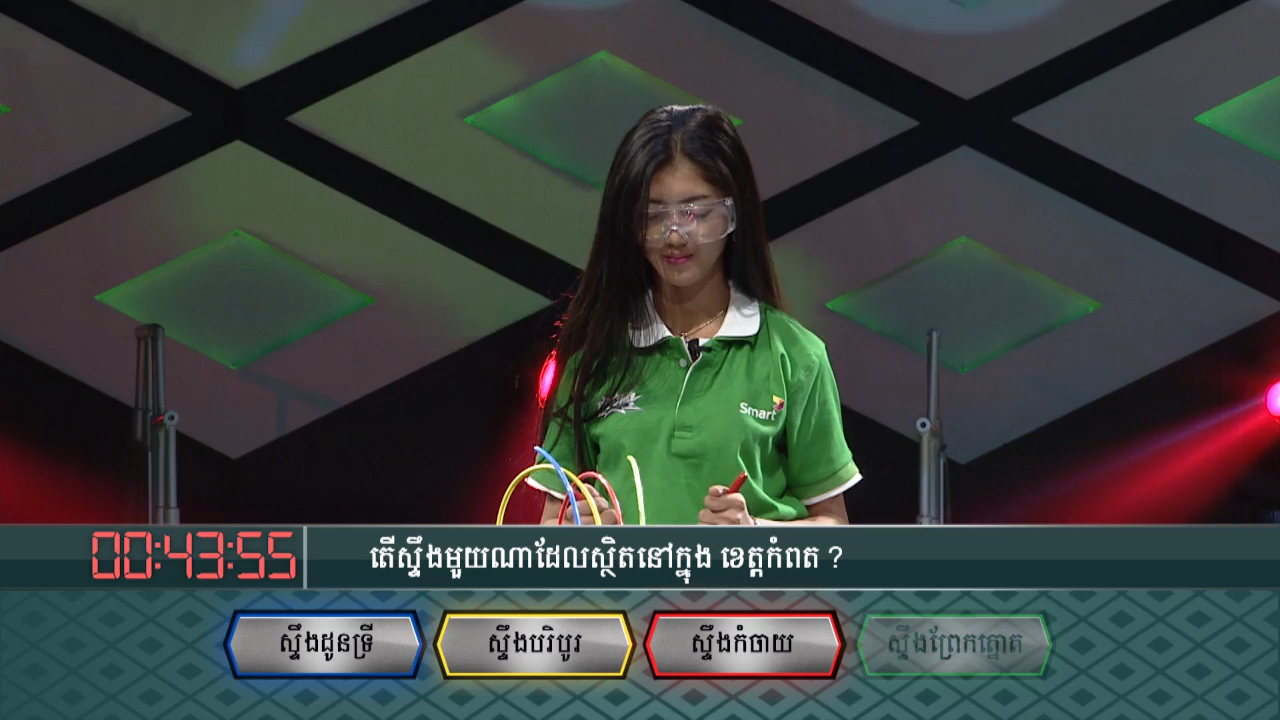 Smart
00:43:55
តើស្ទឹងមួយណាដែលស្ថិតនៅក្នុង ខេត្តកំពត ?
ស្ទឹងដូនទ្រី
ស្ទឹងបរិបូរ
ស្ទឹងកំចាយ
ស្ទឹងព្រែកត្នោត